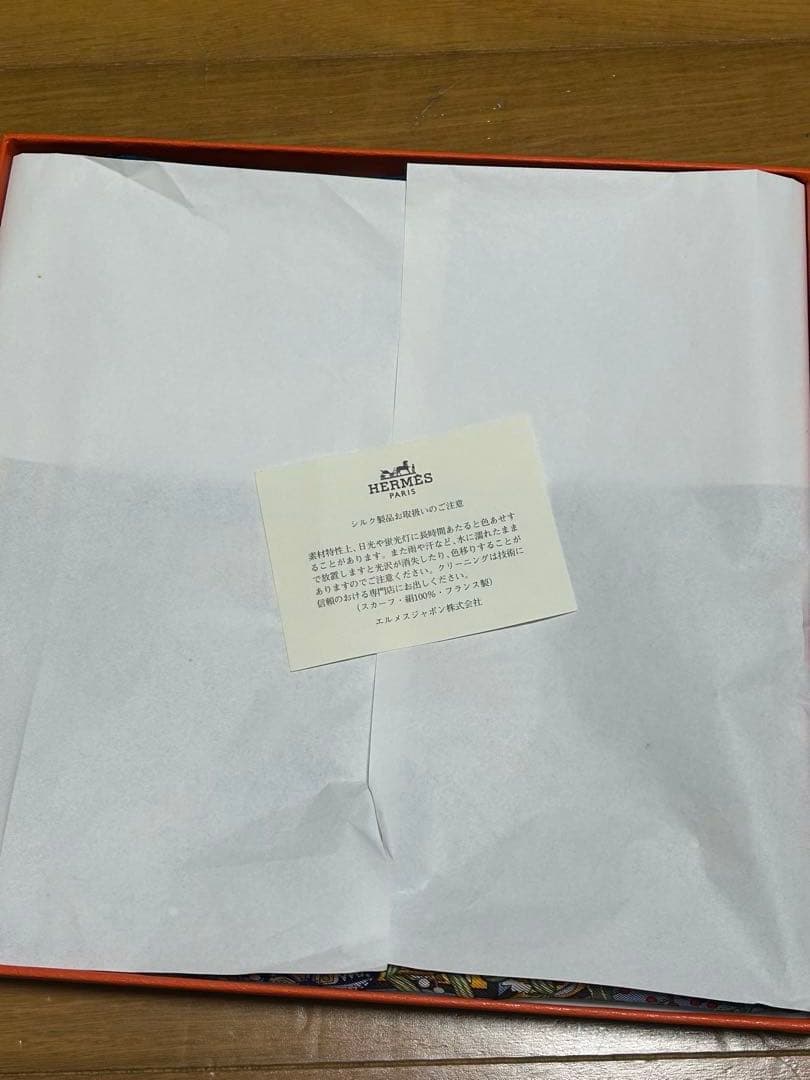 HERMÈS
PARIS
シルク製品お取扱いのご注意
素材特性上、日光や蛍光灯に長時間あたると色あせす
ることがあります。また雨や汗など、水に濡れたまま
で放置しますと光沢が消失したり、色移りすることが
ありますのでご注意ください。クリーニングは技術に
信頼のおける専門店にお出しください。
(スカーフ・絹100%・フランス製)
エルメスジャポン株式会社